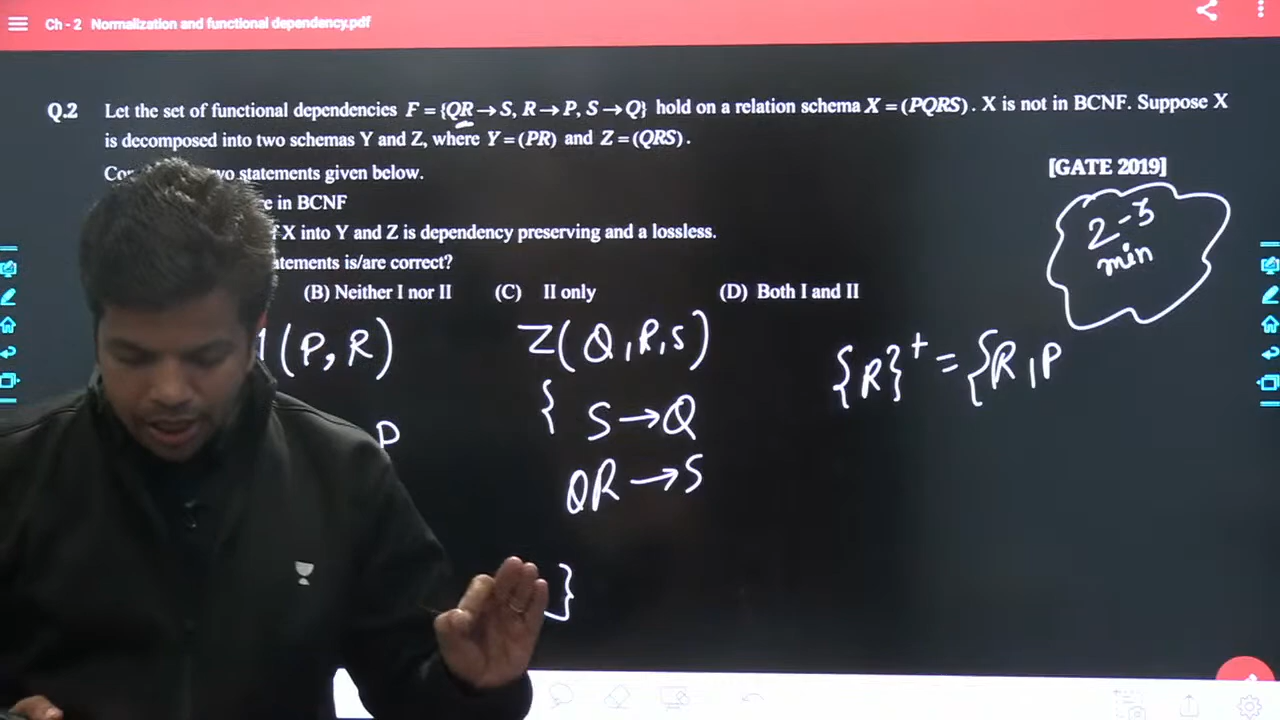 Ch - 2 Normalization and functional dependency.pdf
Q.2 Let the set of functional dependencies F = {QR → S, R → P, S → Q} hold on a relation schema X = (PQRS). X is not in BCNF. Suppose X
is decomposed into two schemas Y and Z, where Y = (PR) and Z = (QRS).
two statements given below.
[GATE 2019]
in BCNF
X into Y and Z is dependency preserving and a lossless.
is/are correct?
2-3
min
(B) Neither I nor II (C) II only (D) Both I and II
(P, R) Z(Q,R,S) {R}⁺ = {R,P
{ S → Q
P
QR → S
}